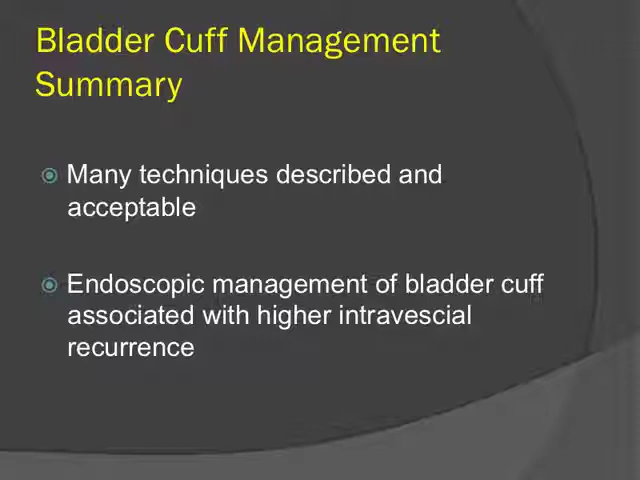 Bladder Cuff Management
Summary
Many techniques described and
acceptable
Endoscopic management of bladder cuff
associated with higher intravescial
recurrence